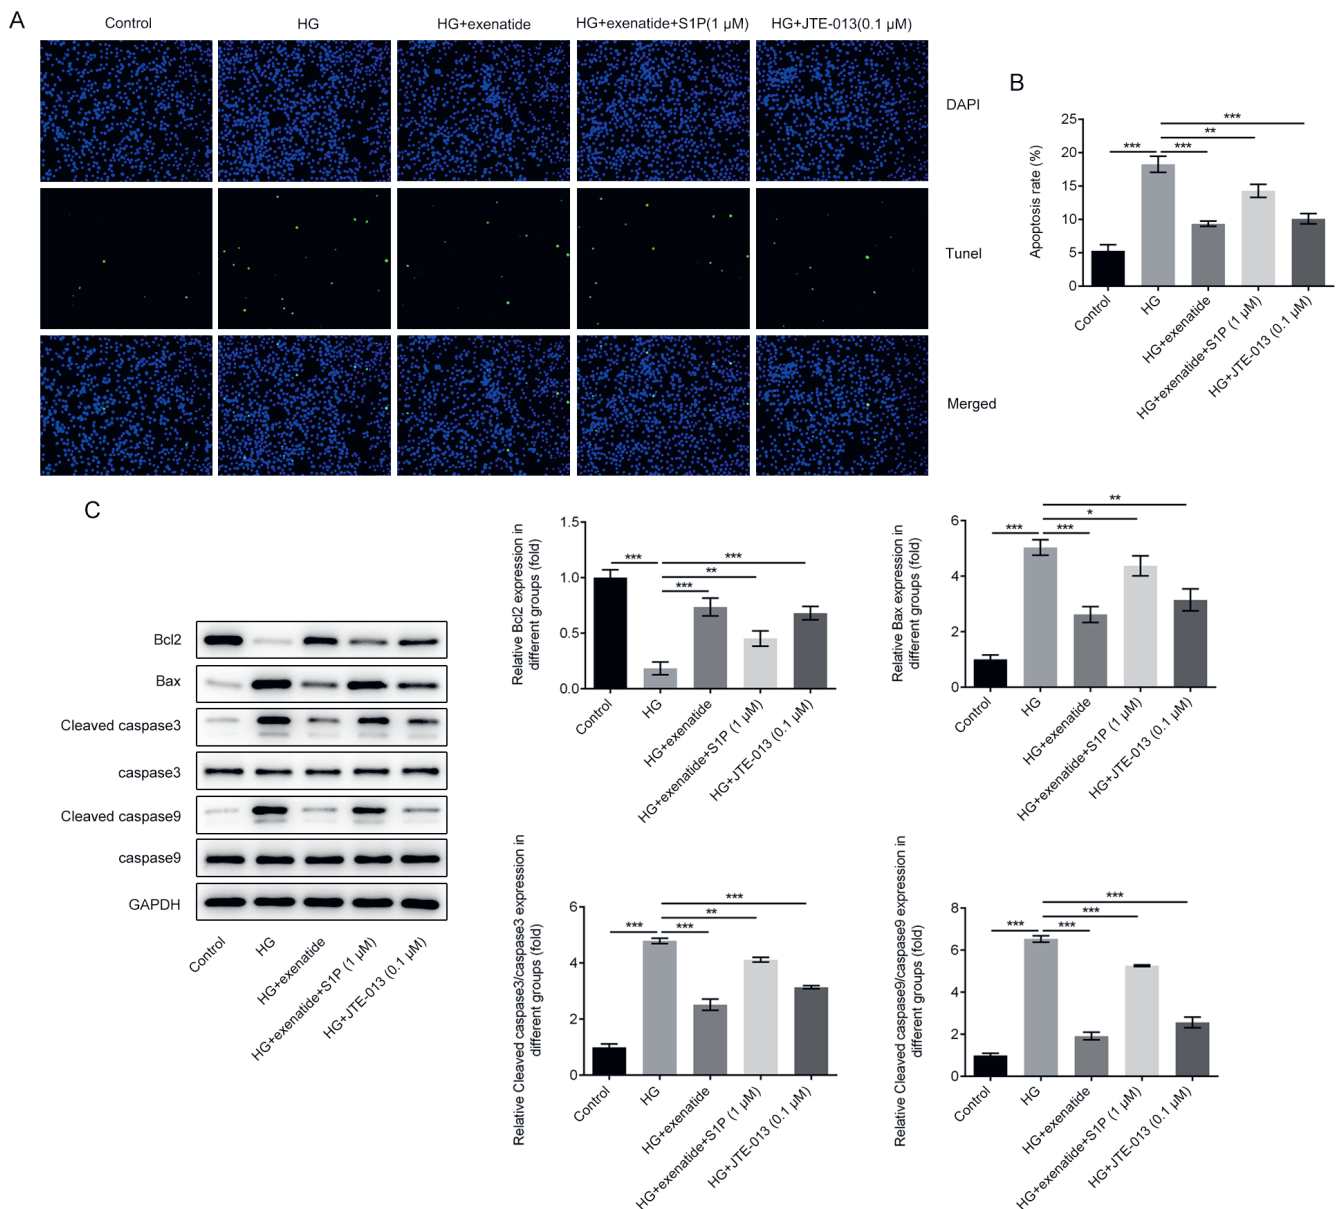 A
Control
HG
HG+exenatide
HG+exenatide+S1P(1 μM)
HG+JTE-013(0.1 μM)
DAPI
Tunel
Merged
B
Apoptosis rate (%)
25
20
15
10
5
0
***
***
**
***
Control
HG
HG+exenatide
HG+exenatide+S1P (1 μM)
HG+JTE-013 (0.1 μM)
C
Bcl2
Bax
Cleaved caspase3
caspase3
Cleaved caspase9
caspase9
GAPDH
Control
HG
HG+exenatide
HG+exenatide+S1P (1 μM)
HG+JTE-013 (0.1 μM)
Relative Bcl2 expression in
different groups (fold)
1.5
1.0
0.5
0.0
***
***
**
***
Control
HG
HG+exenatide
HG+exenatide+S1P (1 μM)
HG+JTE-013 (0.1 μM)
Relative Bax expression in
different groups (fold)
6
4
2
0
***
***
*
**
Control
HG
HG+exenatide
HG+exenatide+S1P (1 μM)
HG+JTE-013 (0.1 μM)
Relative Cleaved caspase3/caspase3 expression in
different groups (fold)
6
4
2
0
***
***
**
***
Control
HG
HG+exenatide
HG+exenatide+S1P (1 μM)
HG+JTE-013 (0.1 μM)
Relative Cleaved caspase9/caspase9 expression in
different groups (fold)
8
6
4
2
0
***
***
***
***
Control
HG
HG+exenatide
HG+exenatide+S1P (1 μM)
HG+JTE-013 (0.1 μM)